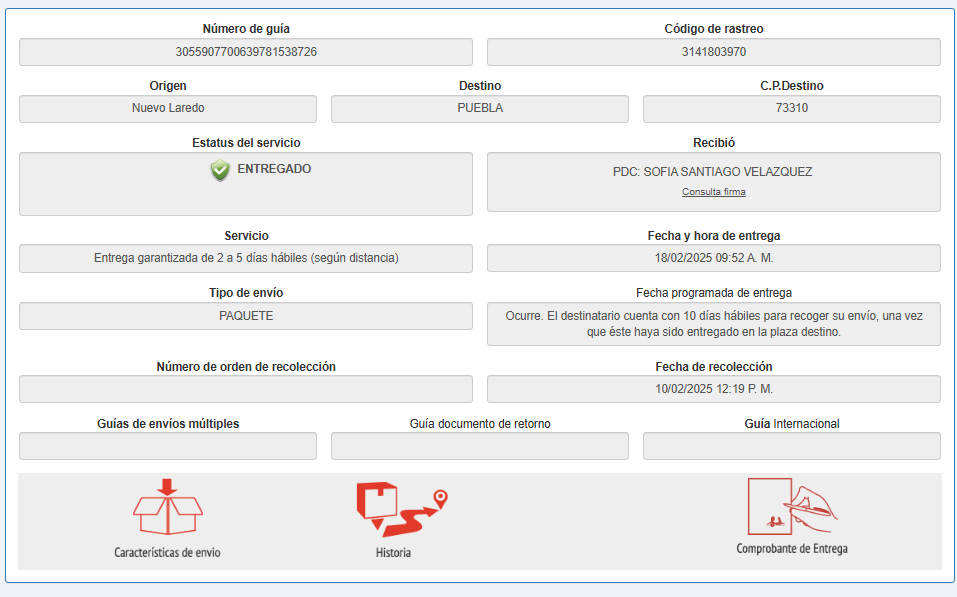 Número de guía
Código de rastreo
3055907700639781538726
3141803970
Origen
Destino
C.P.Destino
Nuevo Laredo
PUEBLA
73310
Estatus del servicio
Recibió
ENTREGADO
PDC: SOFIA SANTIAGO VELAZQUEZ
Consulta firma
Servicio
Fecha y hora de entrega
Entrega garantizada de 2 a 5 días hábiles (según distancia)
18/02/2025 09:52 A. M.
Tipo de envío
Fecha programada de entrega
PAQUETE
Ocurre. El destinatario cuenta con 10 días hábiles para recoger su envío, una vez
que éste haya sido entregado en la plaza destino.
Número de orden de recolección
Fecha de recolección
10/02/2025 12:19 P. M.
Guías de envíos múltiples
Guía documento de retorno
Guía Internacional
Características de envio
Historia
Comprobante de Entrega